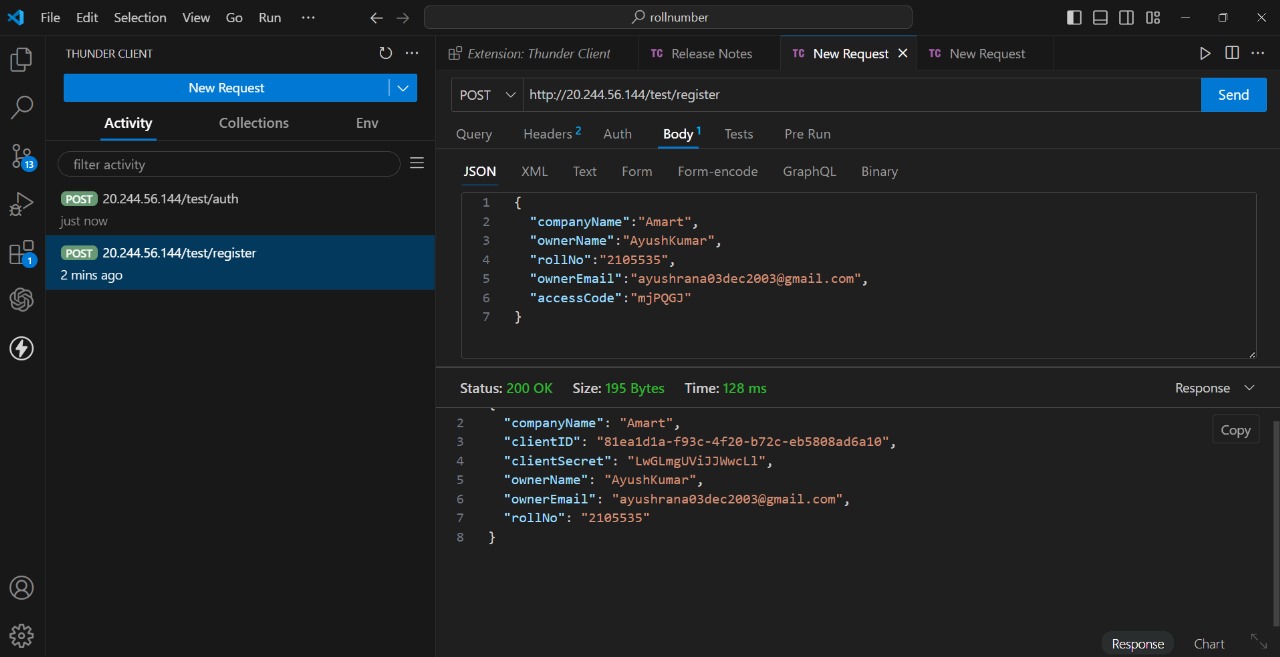 File Edit Selection View Go Run ··· rollnumber
THUNDER CLIENT
New Request
Activity Collections Env
filter activity
POST 20.244.56.144/test/auth
just now
POST 20.244.56.144/test/register
2 mins ago
13
1
Extension: Thunder Client TC Release Notes TC New Request TC New Request
POST http://20.244.56.144/test/register Send
Query Headers 2 Auth Body 1 Tests Pre Run
JSON XML Text Form Form-encode GraphQL Binary
1 {
2 "companyName":"Amart",
3 "ownerName":"AyushKumar",
4 "rollNo":"2105535",
5 "ownerEmail":"ayushrana03dec2003@gmail.com",
6 "accessCode":"mjPQGJ"
7 }
Status: 200 OK Size: 195 Bytes Time: 128 ms Response
Copy
2 "companyName": "Amart",
3 "clientID": "81ea1d1a-f93c-4f20-b72c-eb5808ad6a10",
4 "clientSecret": "LwGLmgUViJJWwcLl",
5 "ownerName": "AyushKumar",
6 "ownerEmail": "ayushrana03dec2003@gmail.com",
7 "rollNo": "2105535"
8 }
Response Chart